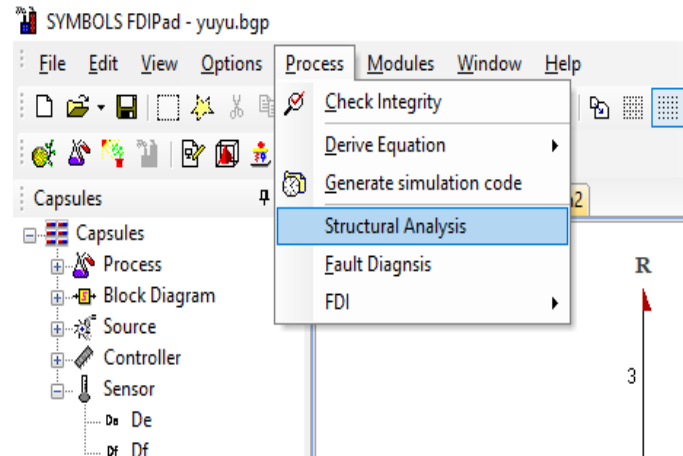 SYMBOLS FDIPad - yuyu.bgp
File Edit View Options Process Modules Window Help
Check Integrity
Derive Equation
Generate simulation code
Structural Analysis
Fault Diagnsis
FDI
Capsules
Capsules
Process
Block Diagram
Source
Controller
Sensor
De De
Df Df
2
R
3